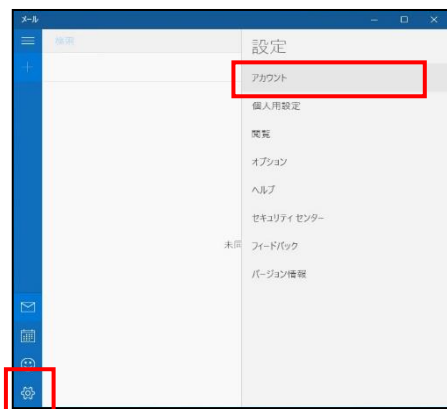 メール
検索
設定
アカウント
個人用設定
閲覧
オプション
ヘルプ
セキュリティ センター
未同
フィードバック
バージョン情報